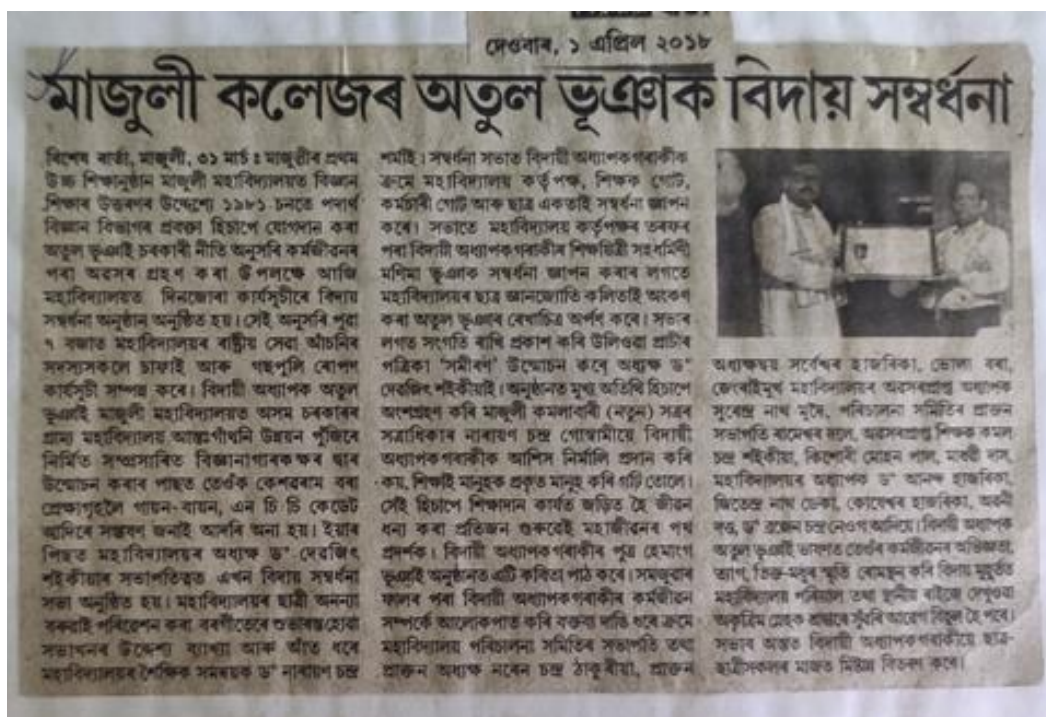 দেওবাৰ, ১ এপ্ৰিল ২০১৮
মাজুলী কলেজৰ অতুল ভূঞাক বিদায় সম্বৰ্ধনা
বিশেষ বাৰ্তা, মাজুলী, ৩১ মাৰ্চ ঃ মাজুলীৰ প্ৰথম
উচ্চ শিক্ষানুষ্ঠান মাজুলী মহাবিদ্যালয়ত বিজ্ঞান
শিক্ষাৰ উত্তৰণৰ উদ্দেশ্যে ১৯৮১ চনতে পদাৰ্থ
বিজ্ঞান বিভাগৰ প্ৰবক্তা হিচাপে যোগদান কৰা
অতুল ভূঞাই চৰকাৰী নীতি অনুসৰি কৰ্মজীৱনৰ
পৰা অৱসৰ গ্ৰহণ কৰা উপলক্ষে আজি
মহাবিদ্যালয়ত দিনজোৰা কাৰ্যসূচীৰে বিদায়
সম্বৰ্ধনা অনুষ্ঠান অনুষ্ঠিত হয়। সেই অনুসৰি পুৱা
৭ বজাত মহাবিদ্যালয়ৰ ৰাষ্ট্ৰীয় সেৱা আঁচনিৰ
সদস্যসকলে চাফাই আৰু গছপুলি ৰোপণ
কাৰ্যসূচী সম্পন্ন কৰে। বিদায়ী অধ্যাপক অতুল
ভূঞাই মাজুলী মহাবিদ্যালয়ত অসম চৰকাৰৰ
গ্ৰাম্য মহাবিদ্যালয় আন্তঃগাঁথনি উন্নয়ন পুঁজিৰে
নিৰ্মিত সম্প্ৰসাৰিত বিজ্ঞানাগাৰকক্ষৰ দ্বাৰ
উন্মোচন কৰাৰ পাছত তেওঁক কেশৱৰাম বৰা
প্ৰেক্ষাগৃহলৈ গায়ন-বায়ন, এন চি চি কেডেট
আদিৰে সম্ভাষণ জনাই আদৰি অনা হয়। ইয়াৰ
পিছত মহাবিদ্যালয়ৰ অধ্যক্ষ ড° দেৱজিৎ
শইকীয়াৰ সভাপতিত্বত এখন বিদায় সম্বৰ্ধনা
সভা অনুষ্ঠিত হয়। মহাবিদ্যালয়ৰ ছাত্ৰী অনন্যা
বৰুৱাই পৰিৱেশন কৰা বৰগীতেৰে শুভাৰম্ভ হোৱা
সভাখনৰ উদ্দেশ্য ব্যাখ্যা আৰু আঁত ধৰে
মহাবিদ্যালয়ৰ শৈক্ষিক সমন্বয়ক ড° নাৰায়ণ চন্দ্ৰ
শৰ্মাই। সম্বৰ্ধনা সভাত বিদায়ী অধ্যাপকগৰাকীক
ক্ৰমে মহাবিদ্যালয় কৰ্তৃপক্ষ, শিক্ষক গোট,
কৰ্মচাৰী গোট আৰু ছাত্ৰ একতাই সম্বৰ্ধনা জ্ঞাপন
কৰে। সভাতে মহাবিদ্যালয় কৰ্তৃপক্ষৰ তৰফৰ
পৰা বিদায়ী অধ্যাপকগৰাকীৰ শিক্ষয়িত্ৰী সহধৰ্মিনী
মণিমা ভূঞাক সম্বৰ্ধনা জ্ঞাপন কৰাৰ লগতে
মহাবিদ্যালয়ৰ ছাত্ৰ জ্ঞানজ্যোতি কলিতাই অংকণ
কৰা অতুল ভূঞাৰ ৰেখাচিত্ৰ অৰ্পণ কৰে। সভাৰ
লগত সংগতি ৰাখি প্ৰকাশ কৰি উলিওৱা প্ৰাচীৰ
পত্ৰিকা 'সমীৰণ' উন্মোচন কৰে অধ্যক্ষ ড°
দেৱজিৎ শইকীয়াই। অনুষ্ঠানত মুখ্য অতিথি হিচাপে
অংশগ্ৰহণ কৰি মাজুলী কমলাবাৰী (নতুন) সত্ৰৰ
সত্ৰাধিকাৰ নাৰায়ণ চন্দ্ৰ গোস্বামীয়ে বিদায়ী
অধ্যাপকগৰাকীক আশিস নিৰ্মালি প্ৰদান কৰি
কয়, শিক্ষাই মানুহক প্ৰকৃত মানুহ কৰি গঢ়ি তোলে।
সেই হিচাপে শিক্ষাদান কাৰ্যত জড়িত হৈ জীৱন
ধন্য কৰা প্ৰতিজন গুৰুৱেই মহাজীৱনৰ পথ
প্ৰদৰ্শক। বিদায়ী অধ্যাপকগৰাকীৰ পুত্ৰ হেমাংগ
ভূঞাই অনুষ্ঠানত এটি কবিতা পাঠ কৰে। সমজুৱাৰ
ফালৰ পৰা বিদায়ী অধ্যাপকগৰাকীৰ কৰ্মজীৱন
সম্পৰ্কে আলোকপাত কৰি বক্তব্য দাঙি ধৰে ক্ৰমে
মহাবিদ্যালয় পৰিচালনা সমিতিৰ সভাপতি তথা
প্ৰাক্তন অধ্যক্ষ নৰেন চন্দ্ৰ ঠাকুৰীয়া, প্ৰাক্তন
অধ্যক্ষদ্বয় সৰ্বেশ্বৰ হাজৰিকা, ভোলা বৰা,
জেংৰাইমুখ মহাবিদ্যালয়ৰ অৱসৰপ্ৰাপ্ত অধ্যাপক
সুৰেন্দ্ৰ নাথ মুদৈ, পৰিচালনা সমিতিৰ প্ৰাক্তন
সভাপতি ৰামেশ্বৰ দলে, অৱসৰপ্ৰাপ্ত শিক্ষক কমল
চন্দ্ৰ শইকীয়া, কিশোৰী মোহন পাল, মাধৱী দাস,
মহাবিদ্যালয়ৰ অধ্যাপক ড° আনন্দ হাজৰিকা,
জিতেন্দ্ৰ নাথ ডেকা, কোষেশ্বৰ হাজৰিকা, অৱনী
দত্ত, ড° ব্ৰজেন চন্দ্ৰ নেওগ আদিয়ে। বিদায়ী অধ্যাপক
অতুল ভূঞাই ভাষণত তেওঁৰ কৰ্মজীৱনৰ অভিজ্ঞতা,
ত্যাগ, তিক্ত-মধুৰ স্মৃতি ৰোমন্থন কৰি বিদায় মুহূৰ্তত
মহাবিদ্যালয় পৰিয়াল তথা স্থানীয় ৰাইজে দেখুওৱা
অকৃত্ৰিম স্নেহক শ্ৰদ্ধাৰে সুঁৱৰি আৱেগ বিহ্বল হৈ পৰে।
সভাৰ অন্তত বিদায়ী অধ্যাপকগৰাকীয়ে ছাত্ৰ-
ছাত্ৰীসকলৰ মাজত মিষ্টান্ন বিতৰণ কৰে।